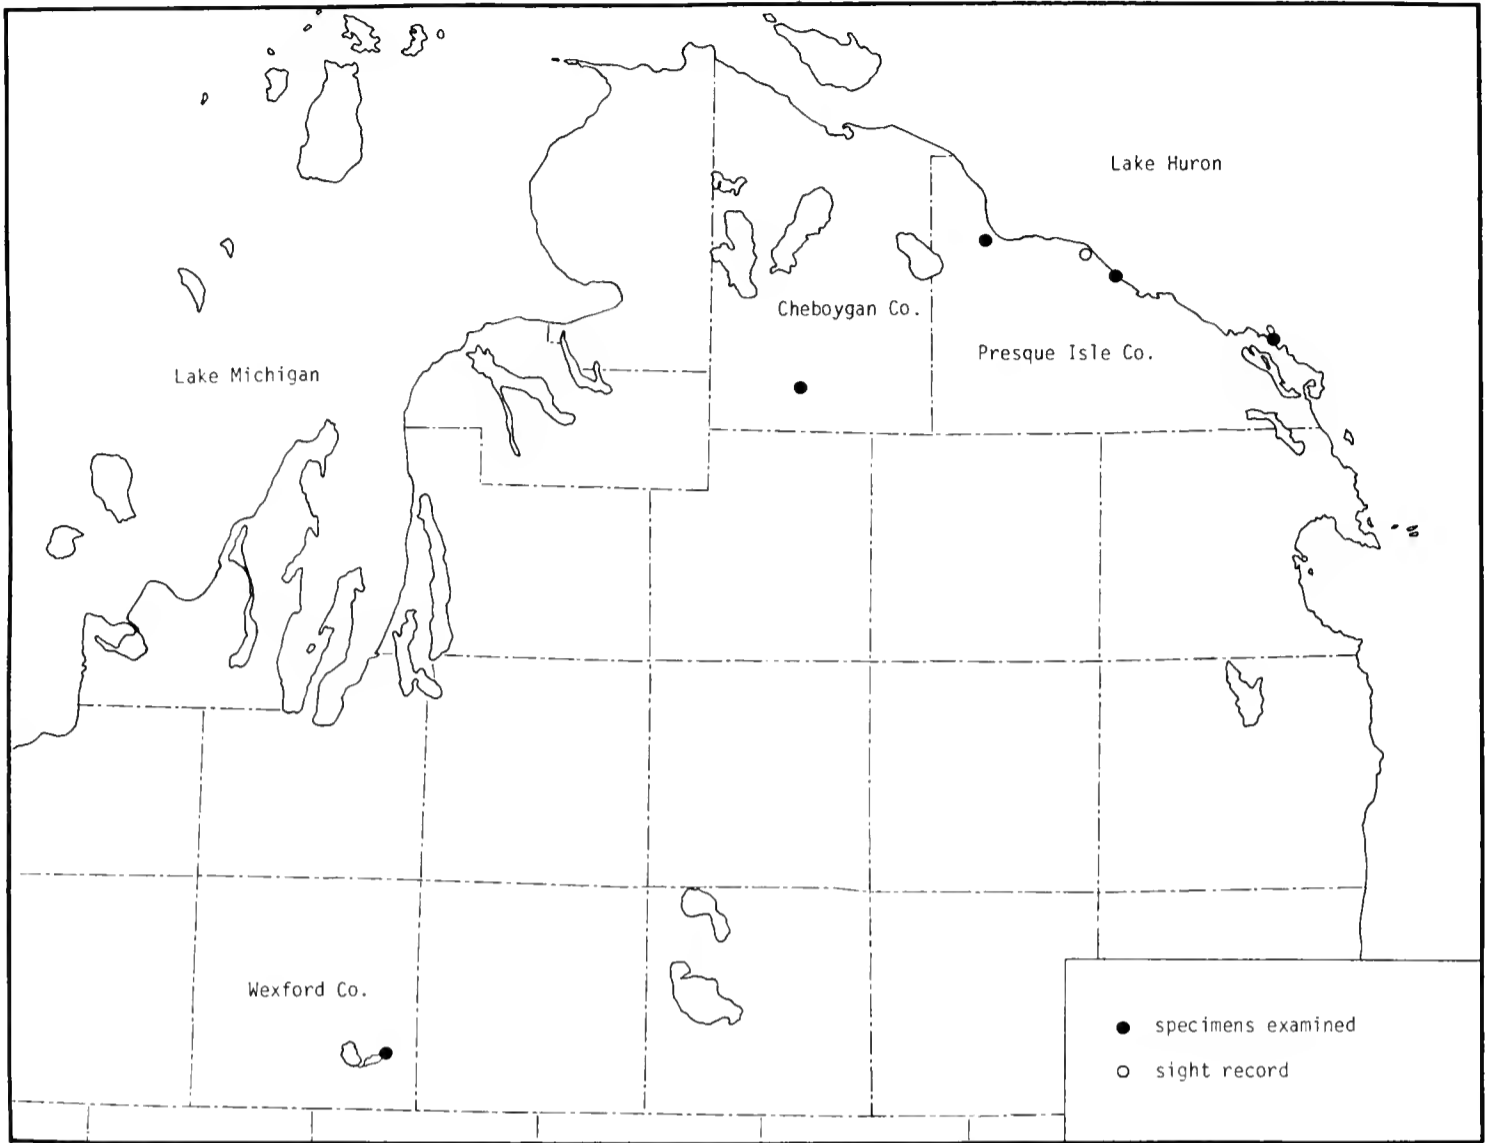 Lake Huron
Cheboygan Co.
Presque Isle Co.
Lake Michigan
Wexford Co.
specimens examined
sight record